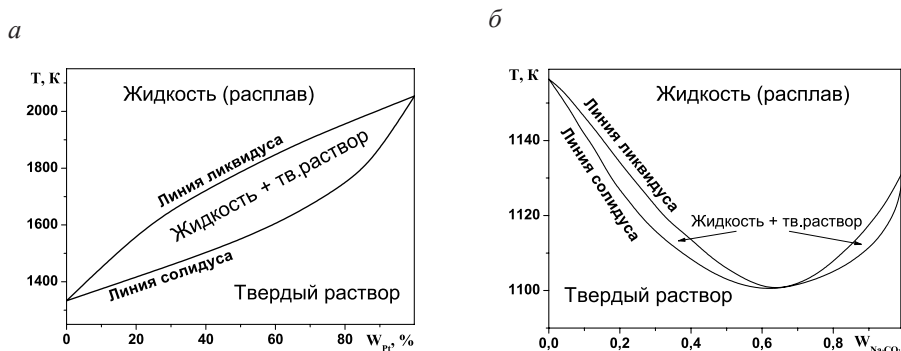 а
T, К
2000
1800
1600
1400
Жидкость (расплав)
Линия ликвидуса
Жидкость + тв.раствор
Линия солидуса
Твердый раствор
0
20
40
60
80
W_Pt, %
б
T, К
1140
1120
1100
Жидкость (расплав)
Линия ликвидуса
Линия солидуса
Жидкость + тв.раствор
Твердый раствор
0,0
0,2
0,4
0,6
0,8
W_Na₂CO₃